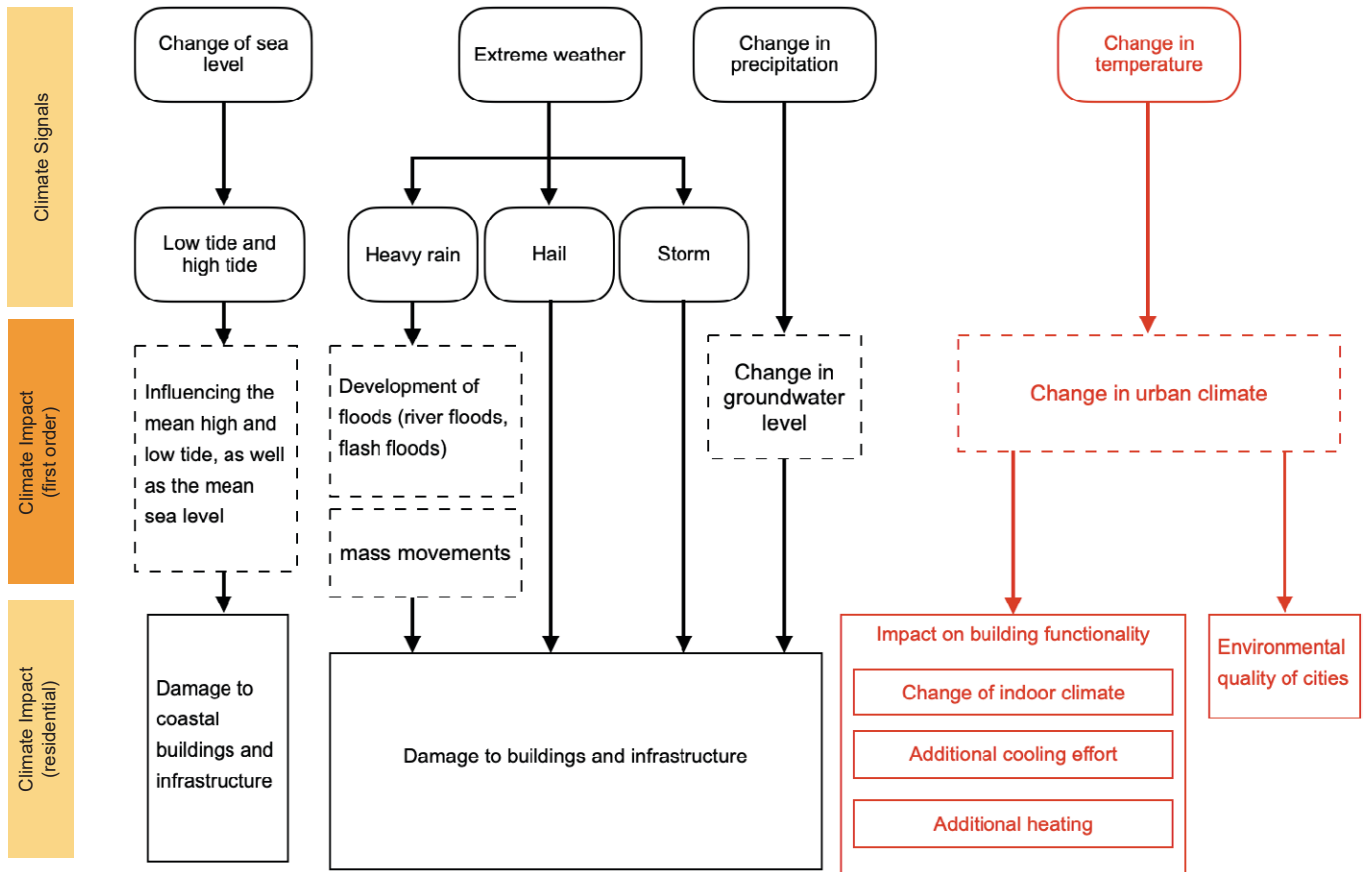 Climate Signals
Change of sea
level
Extreme weather
Change in
precipitation
Change in
temperature
Low tide and
high tide
Heavy rain
Hail
Storm
Climate Impact
(first order)
Influencing the
mean high and
low tide, as well
as the mean
sea level
Development of
floods (river floods,
flash floods)
mass movements
Change in
groundwater
level
Change in urban climate
Climate Impact
(residential)
Damage to
coastal
buildings and
infrastructure
Damage to buildings and infrastructure
Impact on building functionality
Change of indoor climate
Additional cooling effort
Additional heating
Environmental
quality of cities